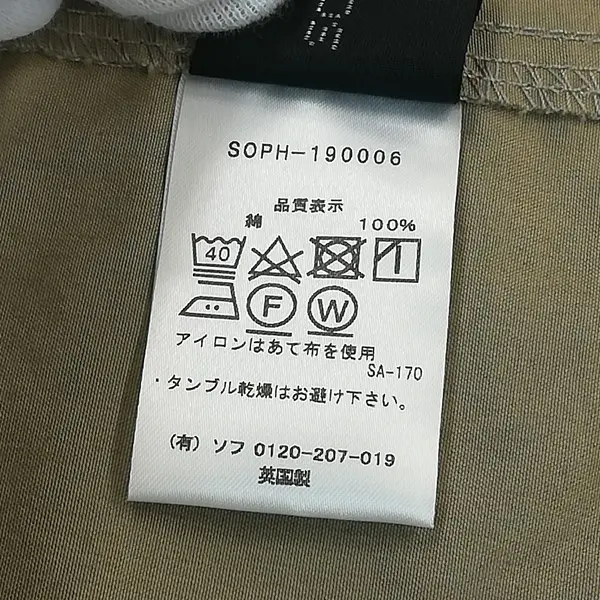 SOPH-190006
品質表示
綿 100%
40
F W
アイロンはあて布を使用
SA-170
・タンブル乾燥はお避け下さい。
(有) ソフ 0120-207-019
英国製